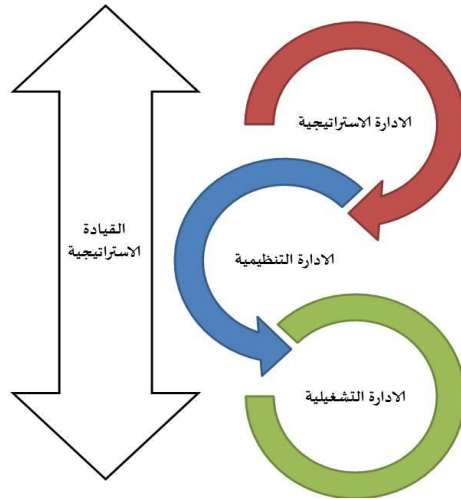 الادارة الاستراتيجية
القيادة
الاستراتيجية
الادارة التنظيمية
الادارة التشغيلية